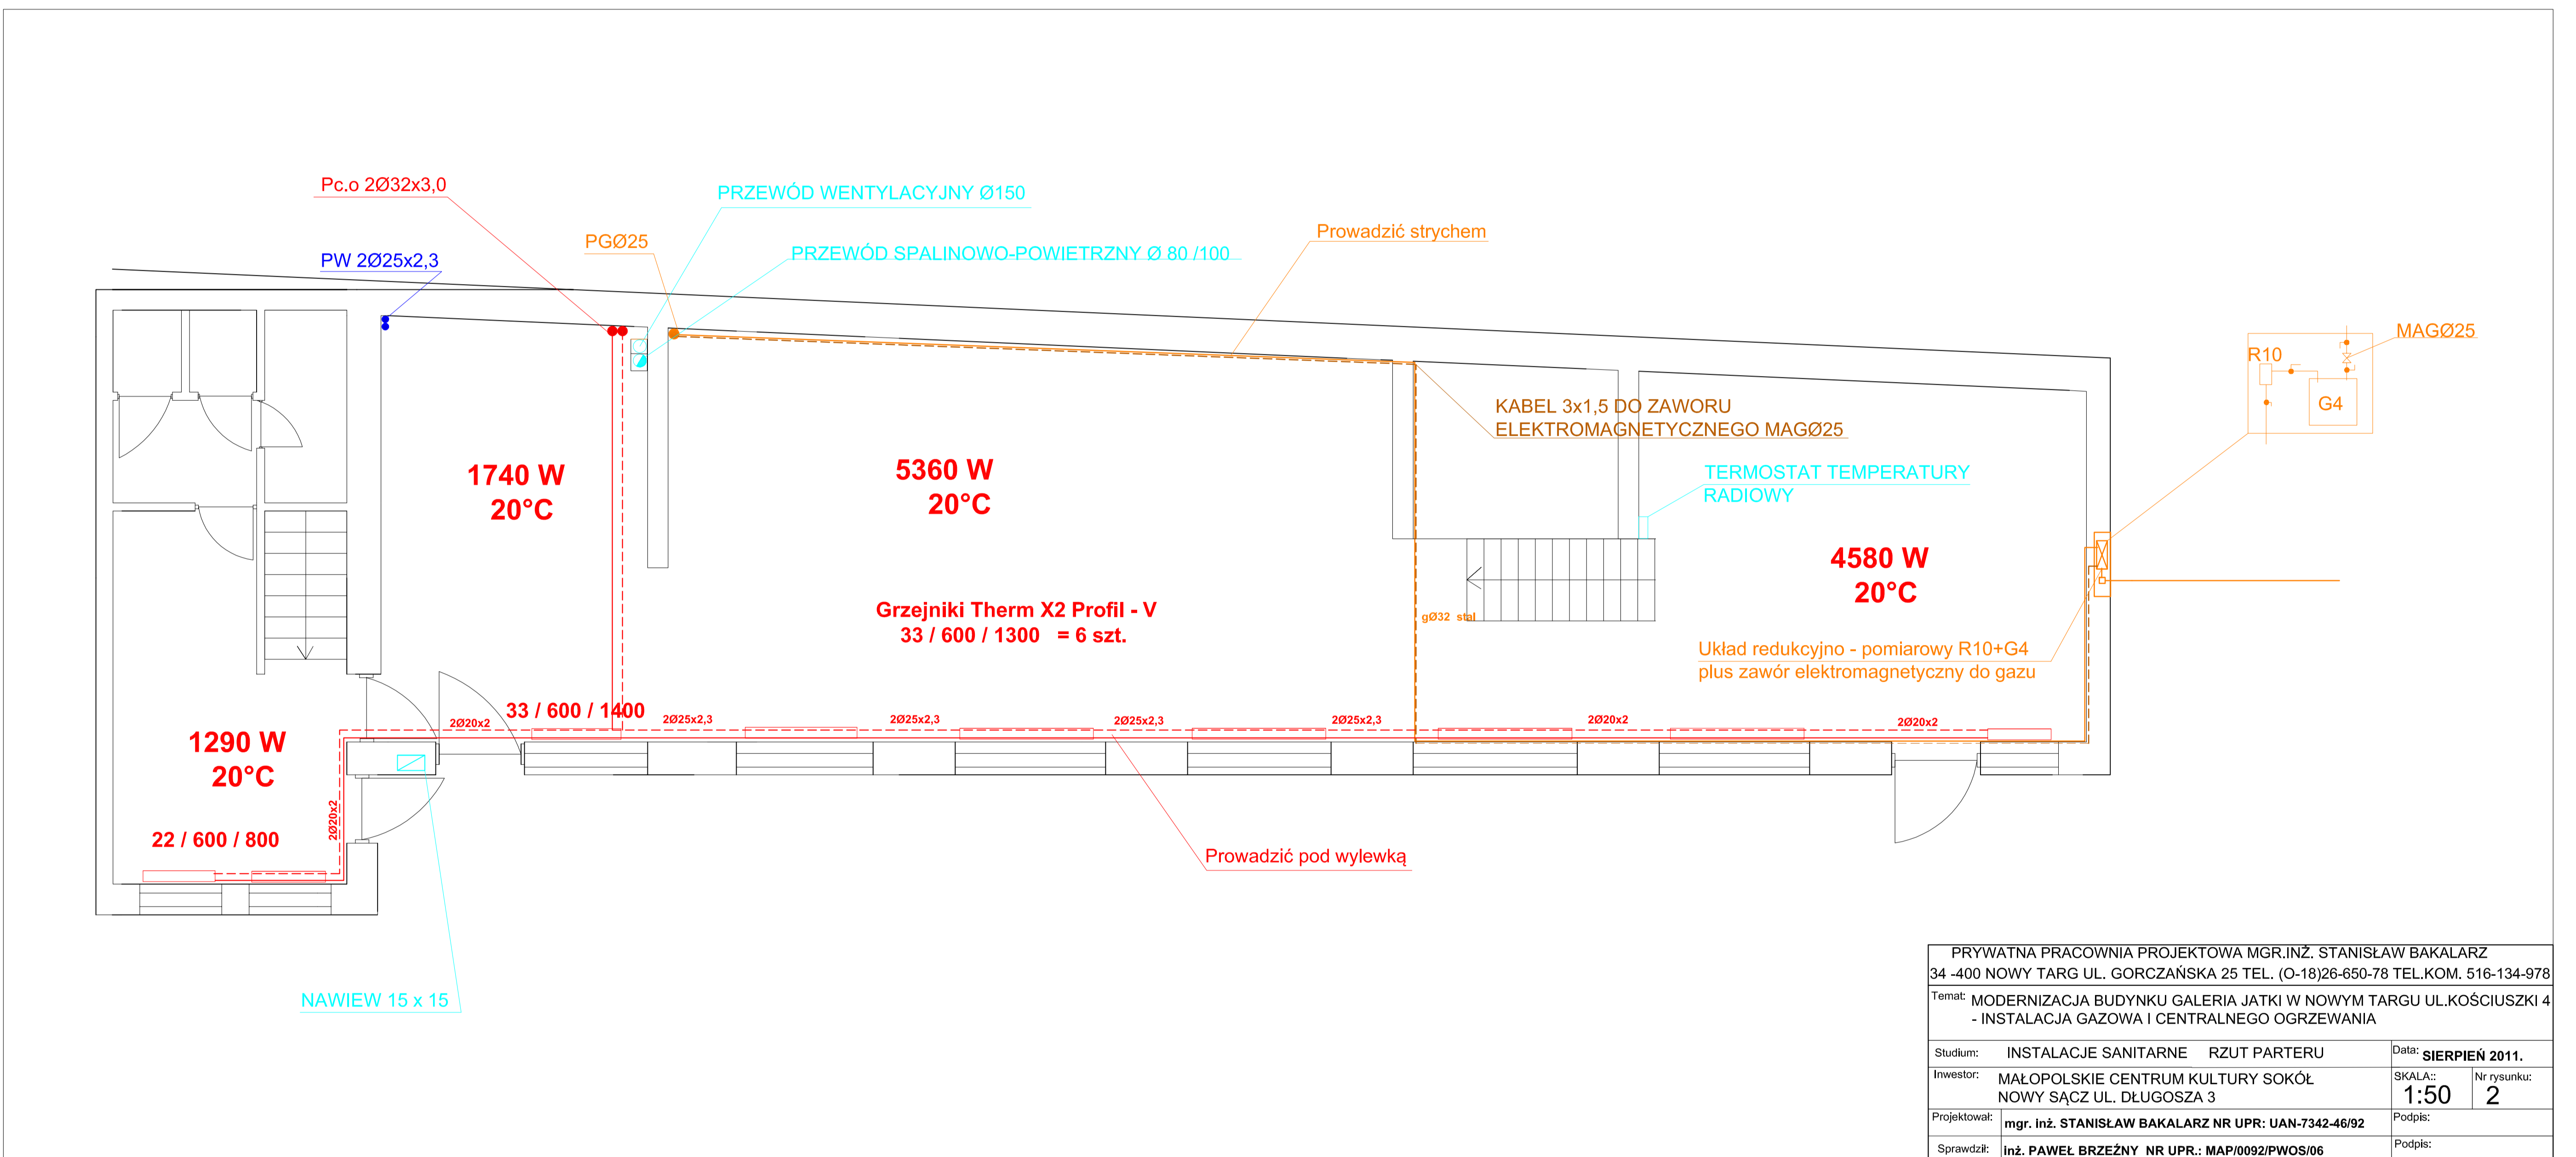 Pc.o 2Ø32x3,0
PRZEWÓD WENTYLACYJNY Ø150
PGØ25
Prowadzić strychem
PW 2Ø25x2,3
PRZEWÓD SPALINOWO-POWIETRZNY Ø 80 /100
MAGØ25
R10
G4
KABEL 3x1,5 DO ZAWORU
ELEKTROMAGNETYCZNEGO MAGØ25
1740 W
20°C
5360 W
20°C
TERMOSTAT TEMPERATURY
RADIOWY
4580 W
20°C
Grzejniki Therm X2 Profil - V
33 / 600 / 1300 = 6 szt.
gØ32 stal
Układ redukcyjno - pomiarowy R10+G4
plus zawór elektromagnetyczny do gazu
33 / 600 / 1400
2Ø20x2
2Ø25x2,3
2Ø25x2,3
2Ø25x2,3
2Ø25x2,3
2Ø20x2
2Ø20x2
1290 W
20°C
2Ø20x2
22 / 600 / 800
Prowadzić pod wylewką
NAWIEW 15 x 15
PRYWATNA PRACOWNIA PROJEKTOWA MGR.INŻ. STANISŁAW BAKALARZ
34 -400 NOWY TARG UL. GORCZAŃSKA 25 TEL. (O-18)26-650-78 TEL.KOM. 516-134-978
Temat: MODERNIZACJA BUDYNKU GALERIA JATKI W NOWYM TARGU UL.KOŚCIUSZKI 4
- INSTALACJA GAZOWA I CENTRALNEGO OGRZEWANIA
Studium: INSTALACJE SANITARNE RZUT PARTERU Data: SIERPIEŃ 2011.
Inwestor: MAŁOPOLSKIE CENTRUM KULTURY SOKÓŁ
NOWY SĄCZ UL. DŁUGOSZA 3
SKALA:: 1:50
Nr rysunku: 2
Projektował: mgr. inż. STANISŁAW BAKALARZ NR UPR: UAN-7342-46/92 Podpis:
Sprawdził: inż. PAWEŁ BRZEŹNY NR UPR.: MAP/0092/PWOS/06 Podpis: